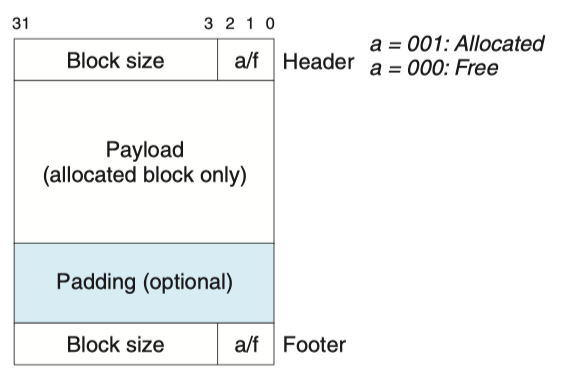 31 3 2 1 0
Block size a/f Header
a = 001: Allocated
a = 000: Free
Payload
(allocated block only)
Padding (optional)
Block size a/f Footer